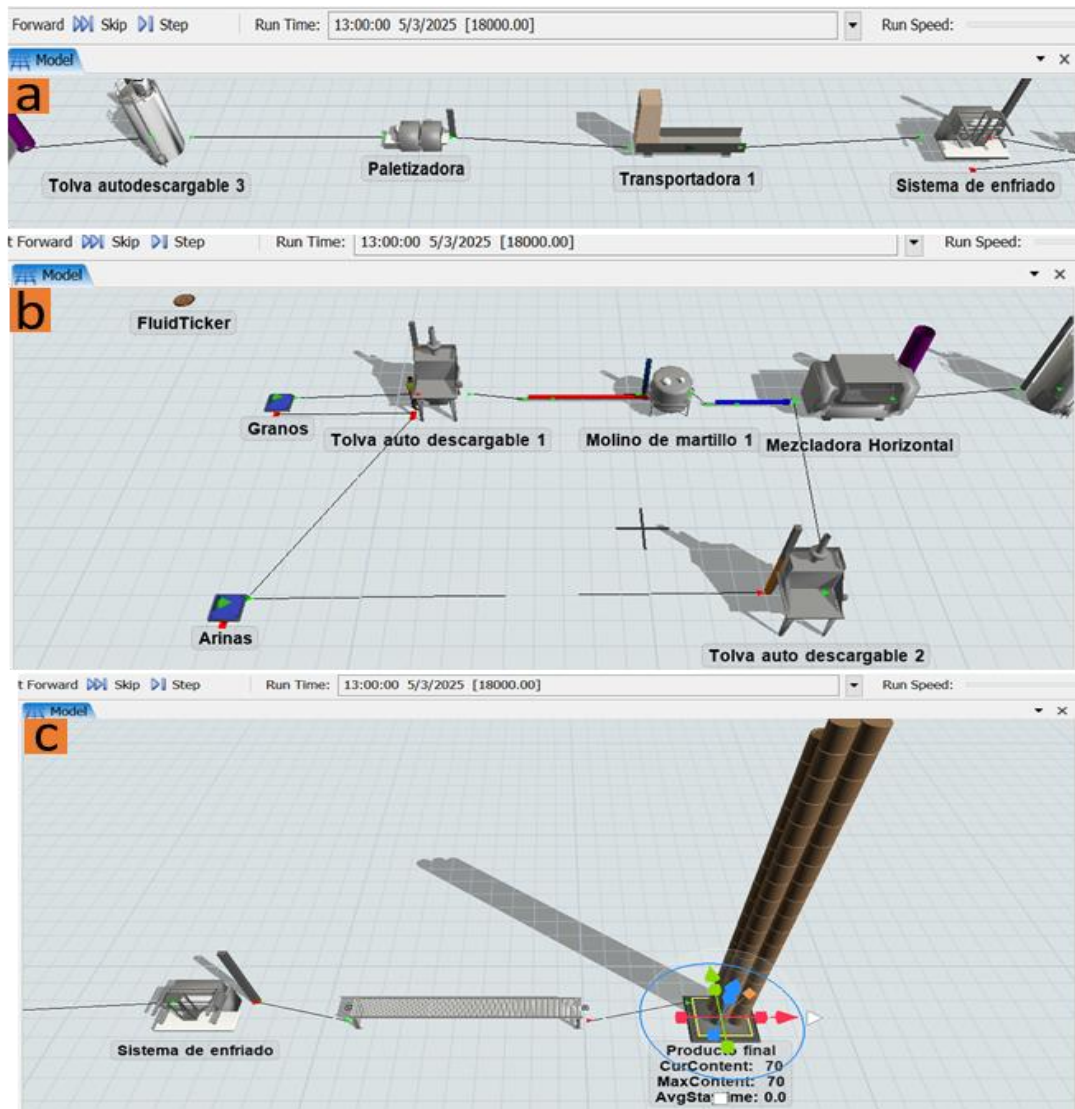 Forward Skip Step Run Time: 13:00:00 5/3/2025 [18000.00] Run Speed:
Model
a
Tolva autodescargable 3
Paletizadora
Transportadora 1
Sistema de enfriado
t Forward Skip Step Run Time: 13:00:00 5/3/2025 [18000.00] Run Speed:
Model
b
FluidTicker
Granos
Tolva auto descargable 1
Molino de martillo 1
Mezcladora Horizontal
Arinas
Tolva auto descargable 2
t Forward Skip Step Run Time: 13:00:00 5/3/2025 [18000.00] Run Speed:
Model
c
Sistema de enfriado
Producto final
CurContent: 70
MaxContent: 70
0.0